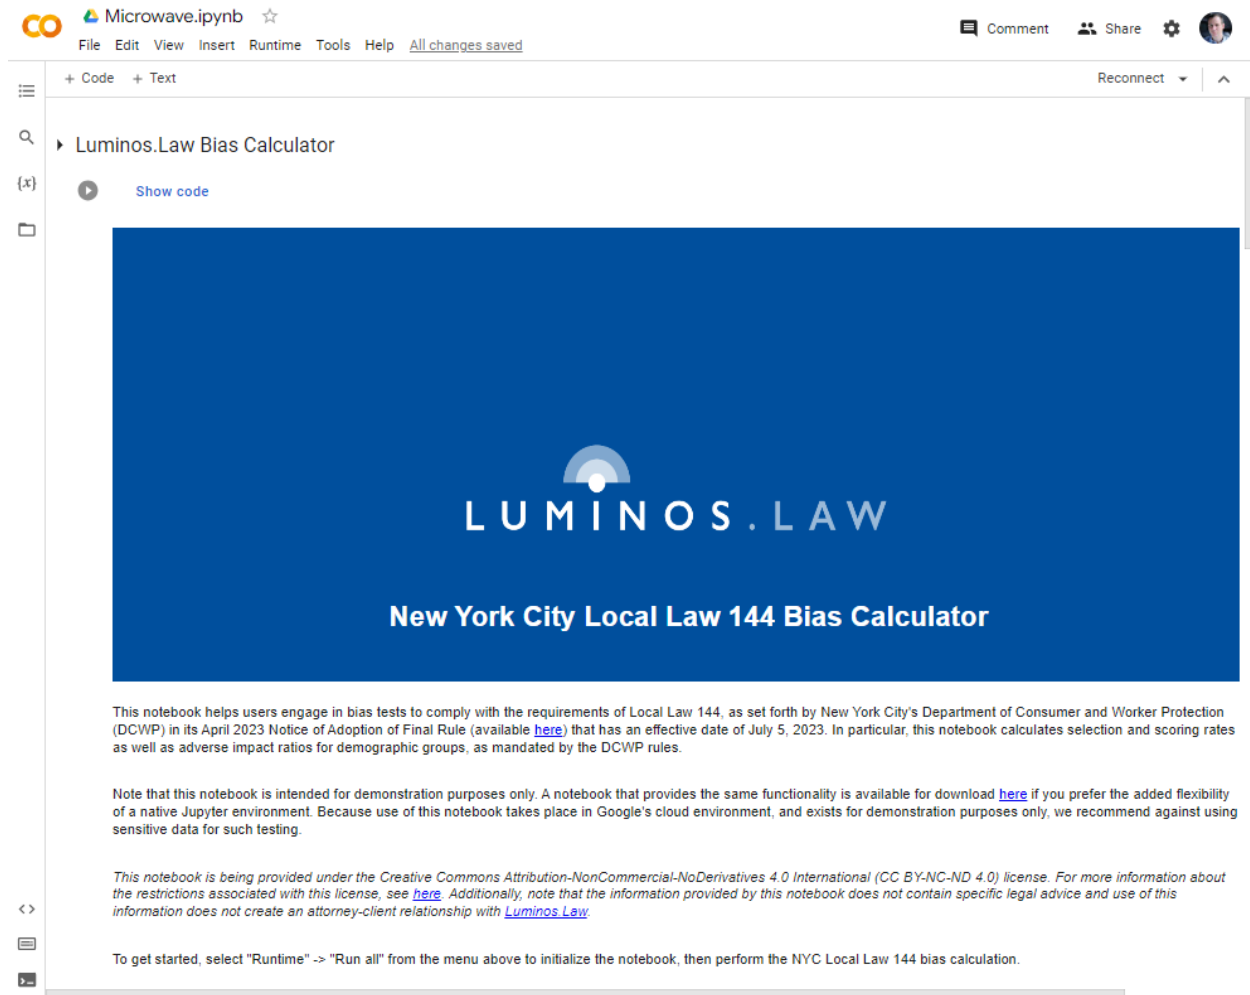 Microwave.ipynb
Comment
Share
File Edit View Insert Runtime Tools Help All changes saved
+ Code + Text
Reconnect
Luminos.Law Bias Calculator
{x}
Show code
LUMINOS.LAW
New York City Local Law 144 Bias Calculator
This notebook helps users engage in bias tests to comply with the requirements of Local Law 144, as set forth by New York City's Department of Consumer and Worker Protection
(DCWP) in its April 2023 Notice of Adoption of Final Rule (available here) that has an effective date of July 5, 2023. In particular, this notebook calculates selection and scoring rates
as well as adverse impact ratios for demographic groups, as mandated by the DCWP rules.
Note that this notebook is intended for demonstration purposes only. A notebook that provides the same functionality is available for download here if you prefer the added flexibility
of a native Jupyter environment. Because use of this notebook takes place in Google's cloud environment, and exists for demonstration purposes only, we recommend against using
sensitive data for such testing.
This notebook is being provided under the Creative Commons Attribution-NonCommercial-NoDerivatives 4.0 International (CC BY-NC-ND 4.0) license. For more information about
the restrictions associated with this license, see here. Additionally, note that the information provided by this notebook does not contain specific legal advice and use of this
information does not create an attorney-client relationship with Luminos.Law.
To get started, select "Runtime" -> "Run all" from the menu above to initialize the notebook, then perform the NYC Local Law 144 bias calculation.